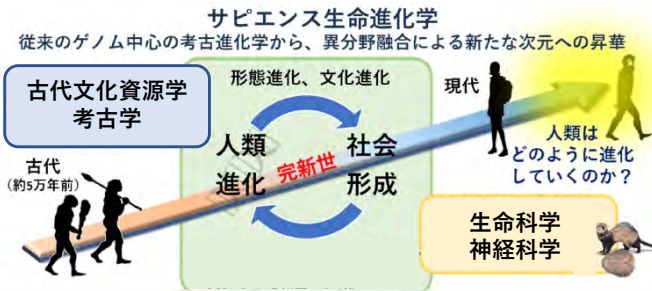 サピエンス生命進化学
従来のゲノム中心の考古進化学から、異分野融合による新たな次元への昇華
古代文化資源学
考古学
形態進化、文化進化
現代
人類
進化
社会
形成
完新世
古代
(約5万年前)
人類は
どのように進化
していくのか？
生命科学
神経科学